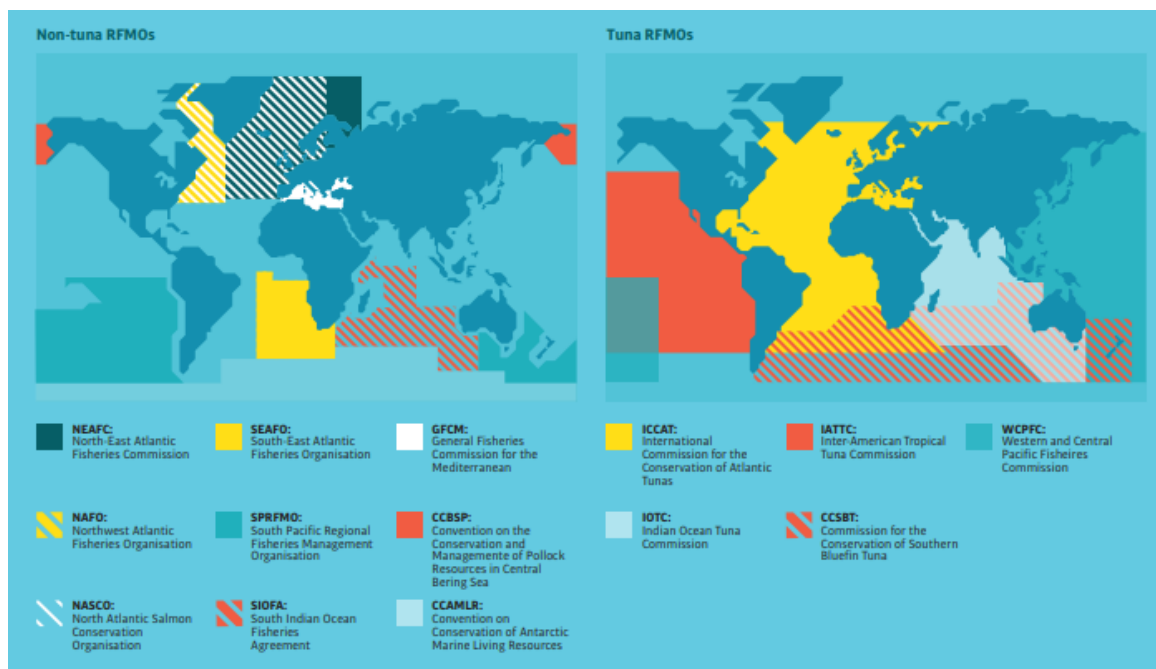 Non-tuna RFMOs
Tuna RFMOs
NEAFC:
North-East Atlantic
Fisheries Commission
SEAFO:
South-East Atlantic
Fisheries Organisation
GFCM:
General Fisheries
Commission for the
Mediterranean
NAFO:
Northwest Atlantic
Fisheries Organisation
SPRFMO:
South Pacific Regional
Fisheries Management
Organisation
CCBSP:
Convention on the
Conservation and
Managemente of Pollock
Resources in Central
Bering Sea
NASCO:
North Atlantic Salmon
Conservation
Organisation
SIOFA:
South Indian Ocean
Fisheries
Agreement
CCAMLR:
Convention on
Conservation of Antarctic
Marine Living Resources
ICCAT:
International
Commission for the
Conservation of Atlantic
Tunas
IATTC:
Inter-American Tropical
Tuna Commission
WCPFC:
Western and Central
Pacific Fisheires
Commission
IOTC:
Indian Ocean Tuna
Commission
CCSBT:
Commission for the
Conservation of Southern
Bluefin Tuna